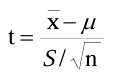 t = (x̄ − μ) / (S/√n)